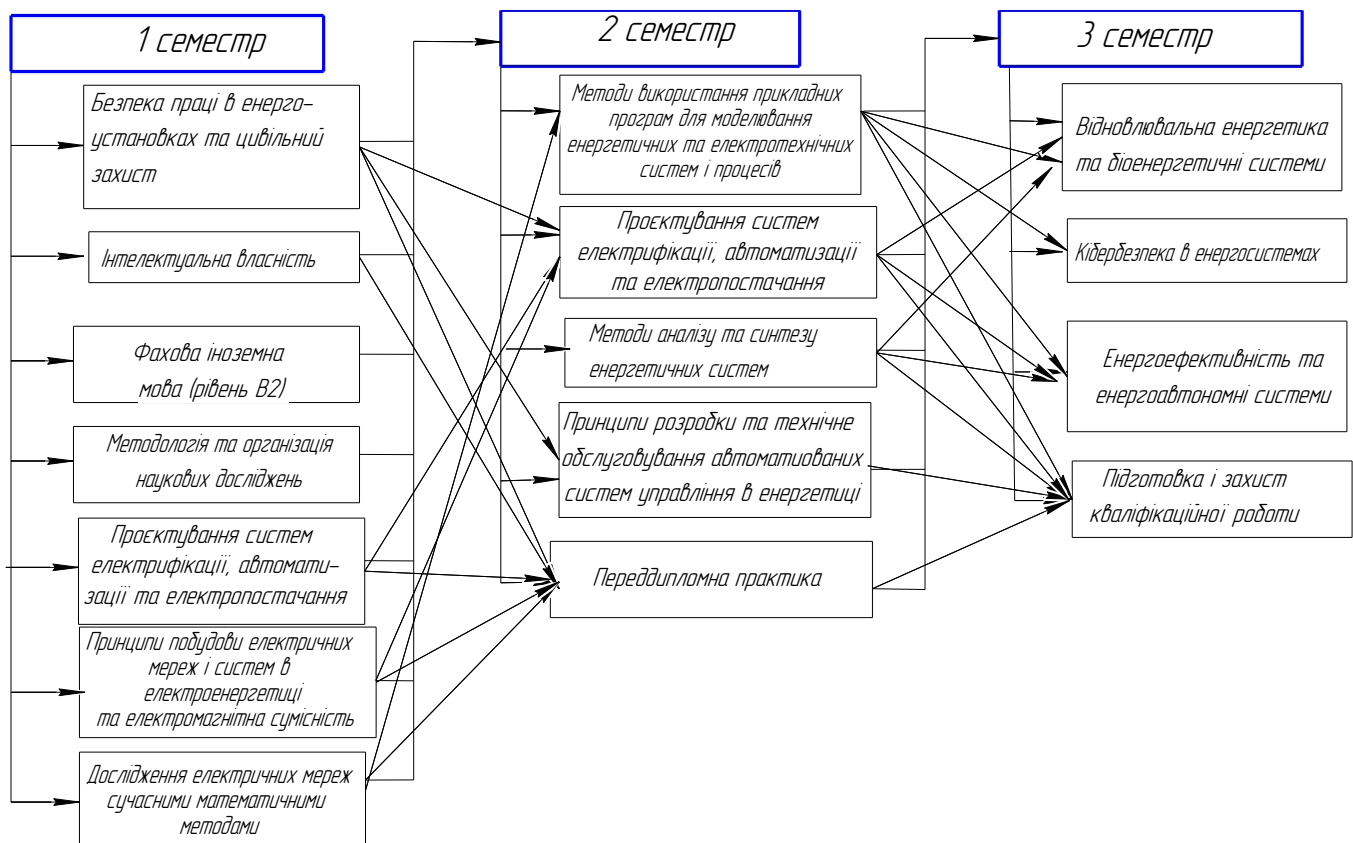 1 семестр
Безпека праці в енерго-
установках та цивільний
захист
Інтелектуальна власність
Фахова іноземна
мова (рівень В2)
Методологія та організація
наукових досліджень
Проєктування систем
електрифікації, автомати-
зації та електропостачання
Принципи побудови електричних
мереж і систем в
електроенергетиці
та електромагнітна сумісність
Дослідження електричних мереж
сучасними математичними
методами
2 семестр
Методи використання прикладних
програм для моделювання
енергетичних та електротехнічних
систем і процесів
Проєктування систем
електрифікації, автоматизації
та електропостачання
Методи аналізу та синтезу
енергетичних систем
Принципи розробки та технічне
обслуговування автоматиованих
систем управління в енергетиці
Переддипломна практика
3 семестр
Відновлювальна енергетика
та біоенергетичні системи
Кібербезпека в енергосистемах
Енергоефективність та
енергоавтономні системи
Підготовка і захист
кваліфікаційної роботи